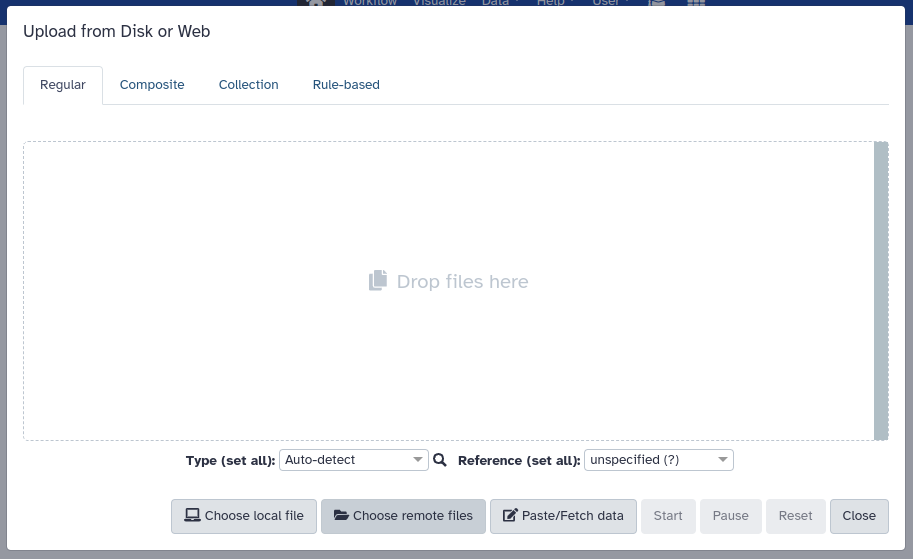 Workflow Visualize Data Help User
Upload from Disk or Web
Regular Composite Collection Rule-based
Drop files here
Type (set all): Auto-detect Reference (set all): unspecified (?)
Choose local file Choose remote files Paste/Fetch data Start Pause Reset Close